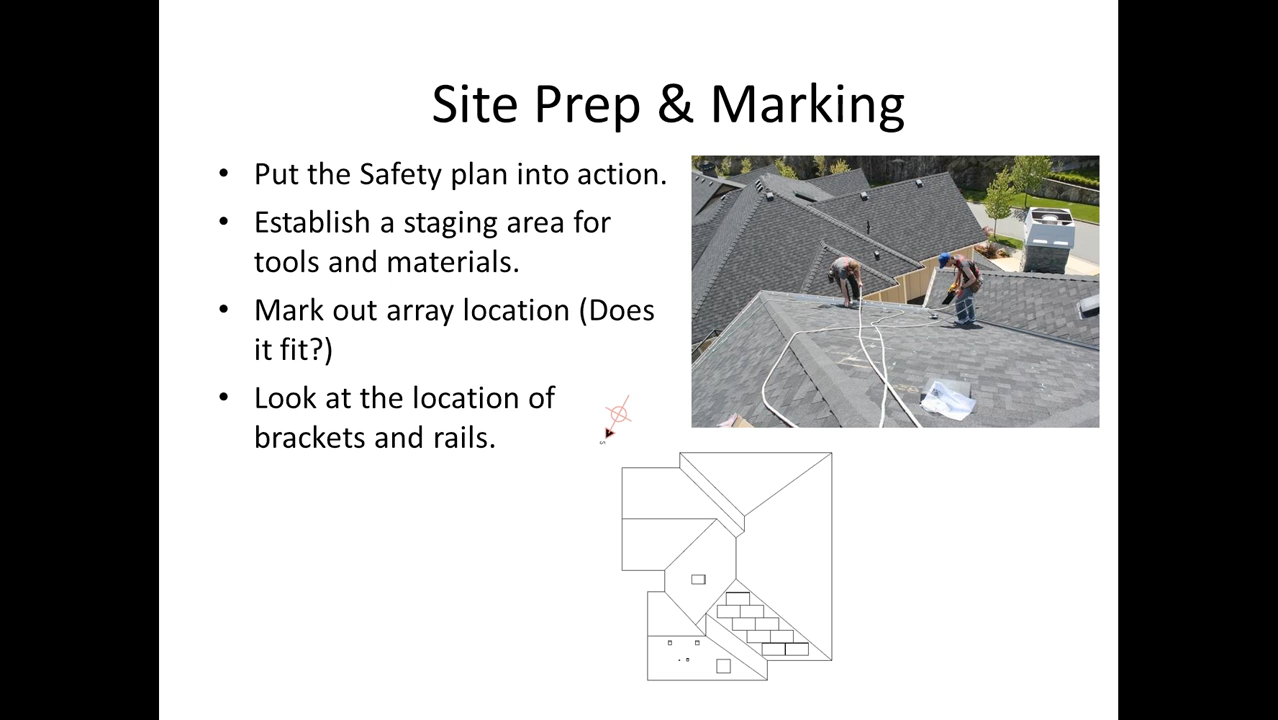 Site Prep & Marking
• Put the Safety plan into action.
• Establish a staging area for
tools and materials.
• Mark out array location (Does
it fit?)
• Look at the location of
brackets and rails.
S